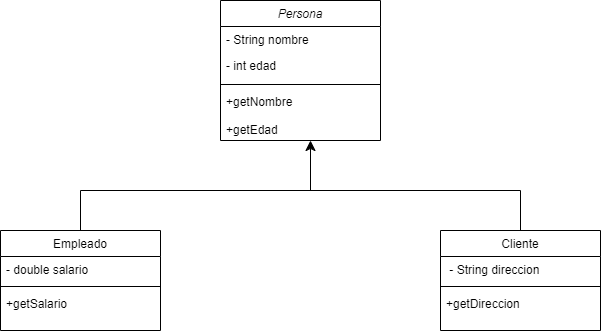 Persona
- String nombre
- int edad
+getNombre
+getEdad
Empleado
- double salario
+getSalario
Cliente
- String direccion
+getDireccion